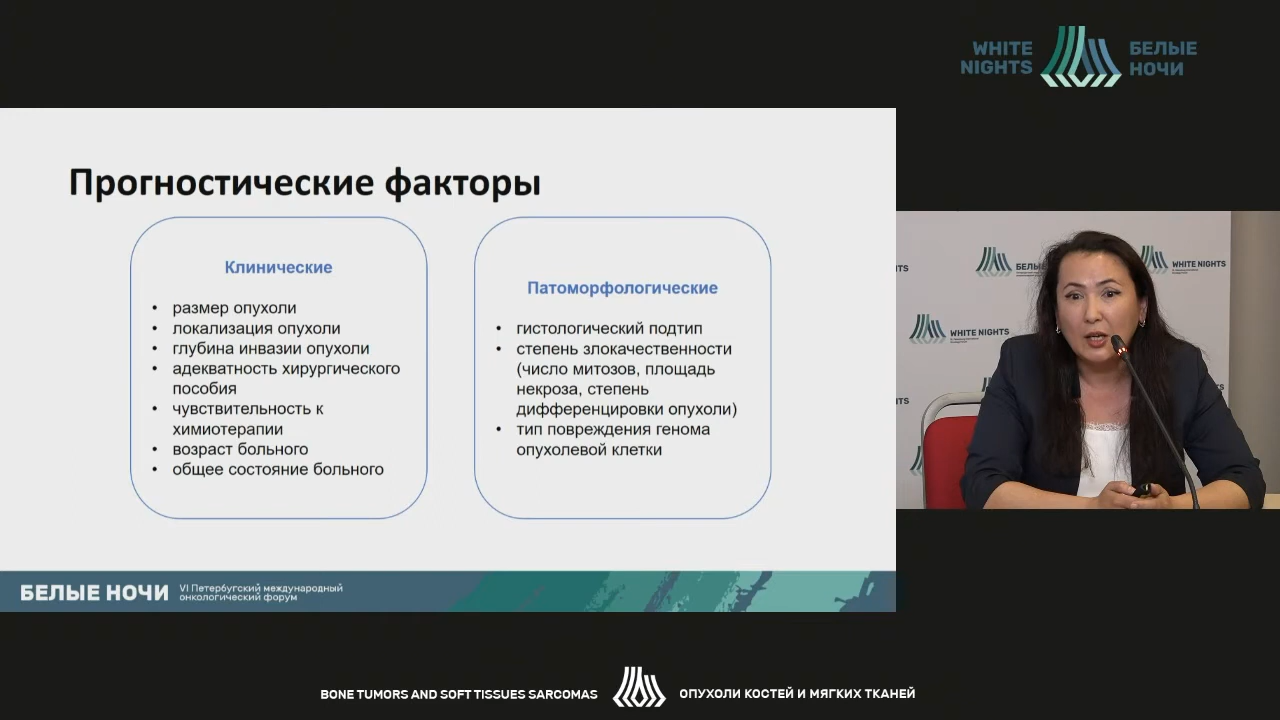 WHITE
NIGHTS
БЕЛЫЕ
НОЧИ
Прогностические факторы
Клинические
• размер опухоли
• локализация опухоли
• глубина инвазии опухоли
• адекватность хирургического
пособия
• чувствительность к
химиотерапии
• возраст больного
• общее состояние больного
Патоморфологические
• гистологический подтип
• степень злокачественности
(число митозов, площадь
некроза, степень
дифференцировки опухоли)
• тип повреждения генома
опухолевой клетки
БЕЛЫЕ НОЧИ
VI Петербугский международный
онкологический форум
WHITE NIGHTS
WHITE NIGHTS
BONE TUMORS AND SOFT TISSUES SARCOMAS
ОПУХОЛИ КОСТЕЙ И МЯГКИХ ТКАНЕЙ